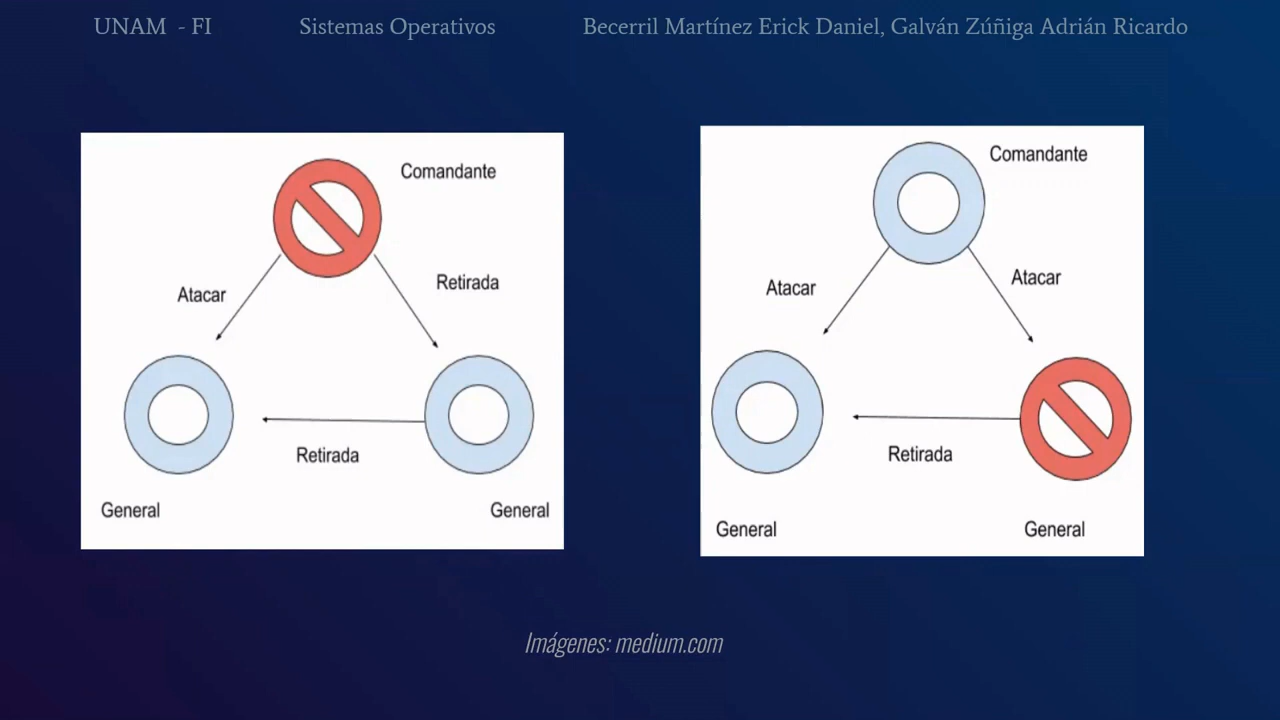 UNAM - FI Sistemas Operativos Becerril Martínez Erick Daniel, Galván Zúñiga Adrián Ricardo
Comandante
Atacar
Retirada
Retirada
General
General
Comandante
Atacar
Atacar
Retirada
General
General
Imágenes: medium.com